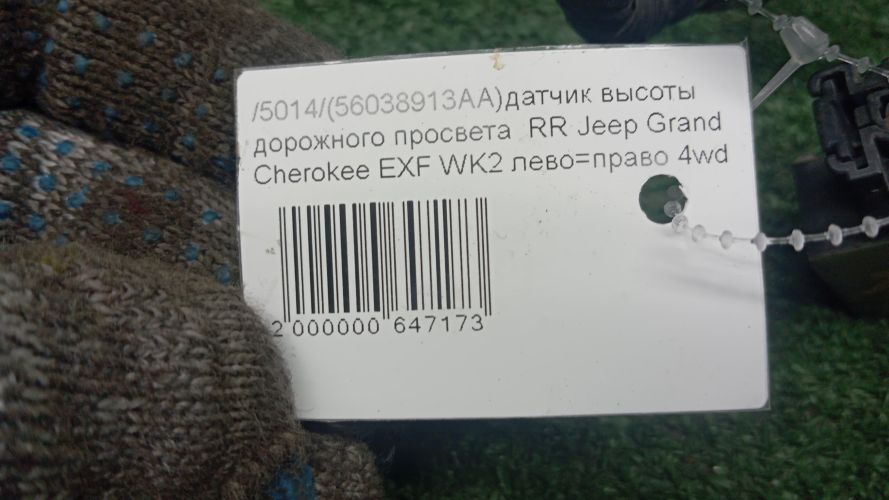 /5014/(56038913AA)датчик высоты
дорожного просвета RR Jeep Grand
Cherokee EXF WK2 лево=право 4wd
2 000000 647173